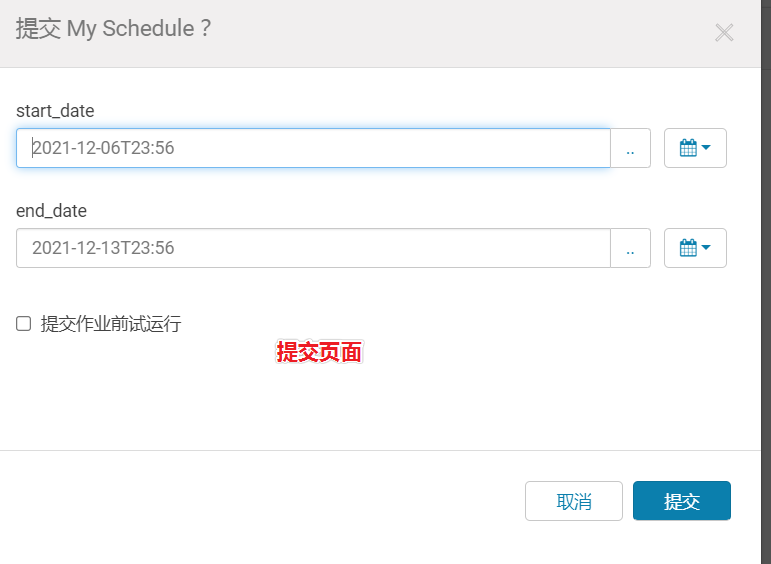 提交 My Schedule？
start_date
2021-12-06T23:56
..
end_date
2021-12-13T23:56
..
提交作业前试运行
提交页面
取消
提交